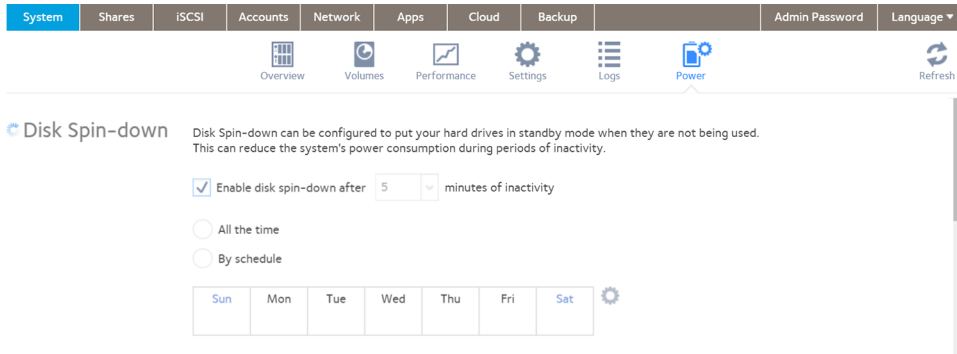 System Shares iSCSI Accounts Network Apps Cloud Backup Admin Password Language
Overview Volumes Performance Settings Logs Power Refresh
Disk Spin-down
Disk Spin-down can be configured to put your hard drives in standby mode when they are not being used.
This can reduce the system's power consumption during periods of inactivity.
Enable disk spin-down after 5 minutes of inactivity
All the time
By schedule
Sun Mon Tue Wed Thu Fri Sat